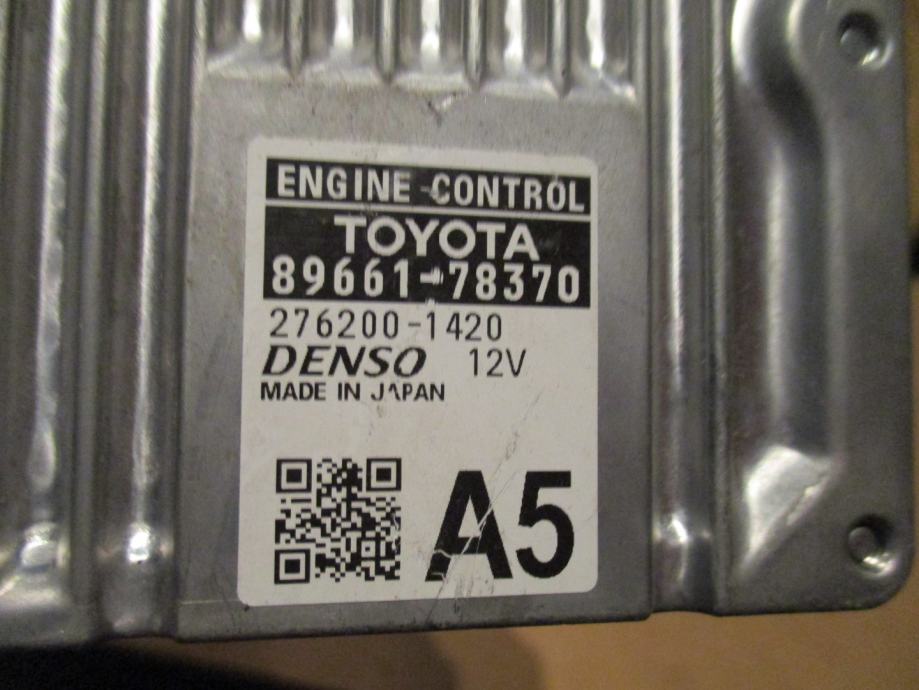 ENGINE CONTROL
TOYOTA
89661-78370
276200-1420
DENSO 12V
MADE IN JAPAN
A5